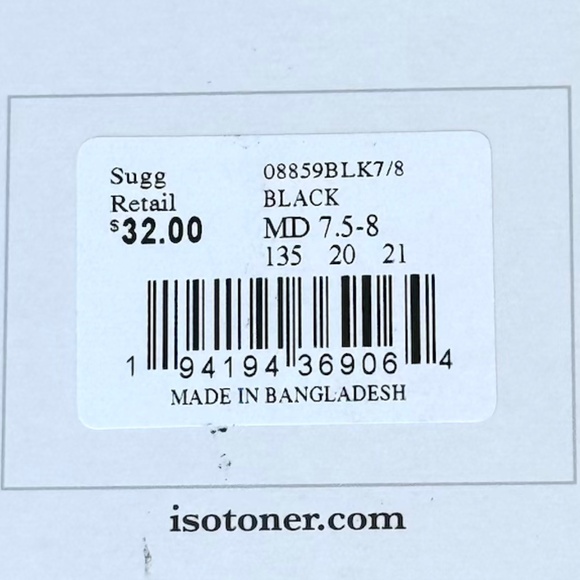 Sugg
Retail
$32.00
08859BLK7/8
BLACK
MD 7.5-8
135 20 21
1 94194 36906 4
MADE IN BANGLADESH
isotoner.com